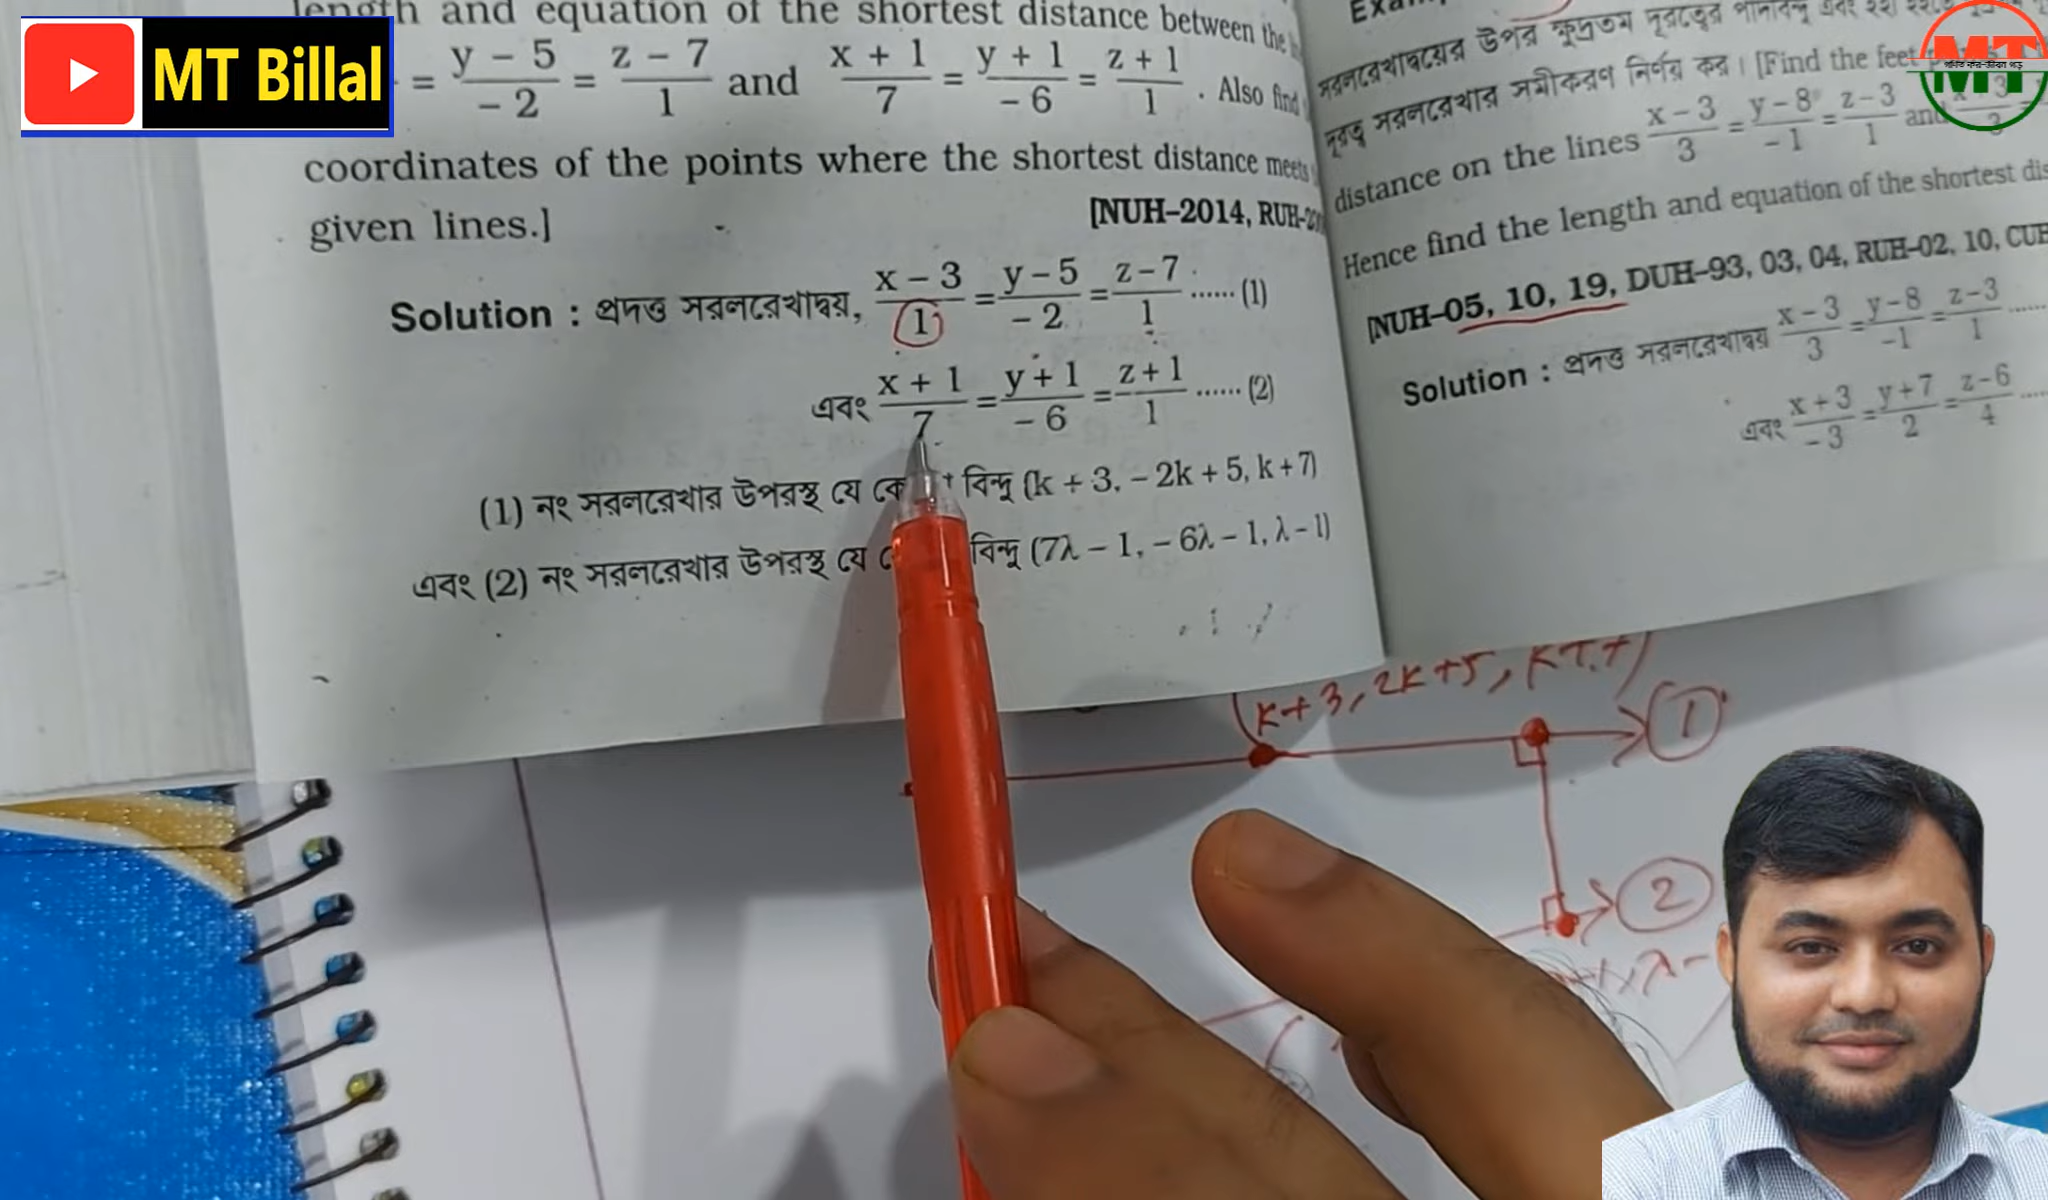 MT Billal
length and equation of the shortest distance between the
= y – 5 / – 2 = z – 7 / 1 and x + 1 / 7 = y + 1 / – 6 = z + 1 / 1 . Also find
coordinates of the points where the shortest distance meets
given lines.]
[NUH–2014, RUH–
Solution : প্রদত্ত সরলরেখাদ্বয়, x – 3 / 1 = y – 5 / – 2 = z – 7 / 1 ...... (1)
এবং x + 1 / 7 = y + 1 / – 6 = z + 1 / 1 ...... (2)
(1) নং সরলরেখার উপরস্থ যে বিন্দু (k + 3, – 2k + 5, k + 7)
এবং (2) নং সরলরেখার উপরস্থ যে বিন্দু (7λ – 1, – 6λ – 1, λ – 1)
সরলরেখাদ্বয়ের উপর ক্ষুদ্রতম দূরত্বের পাদবিন্দু এবং
দূরত্ব সরলরেখার সমীকরণ নির্ণয় কর। [Find the feet
distance on the lines x – 3 / 3 = y – 8 / – 1 = z – 3 / 1 and
Hence find the length and equation of the shortest
[NUH–05, 10, 19, DUH–93, 03, 04, RUH–02, 10,
Solution : প্রদত্ত সরলরেখাদ্বয় x – 3 / 3 = y – 8 / –1 = z – 3 / 1 ......
এবং x + 3 / – 3 = y + 7 / 2 = z – 6 / 4 ......
(k+3, 2k+5,
1
2
MT